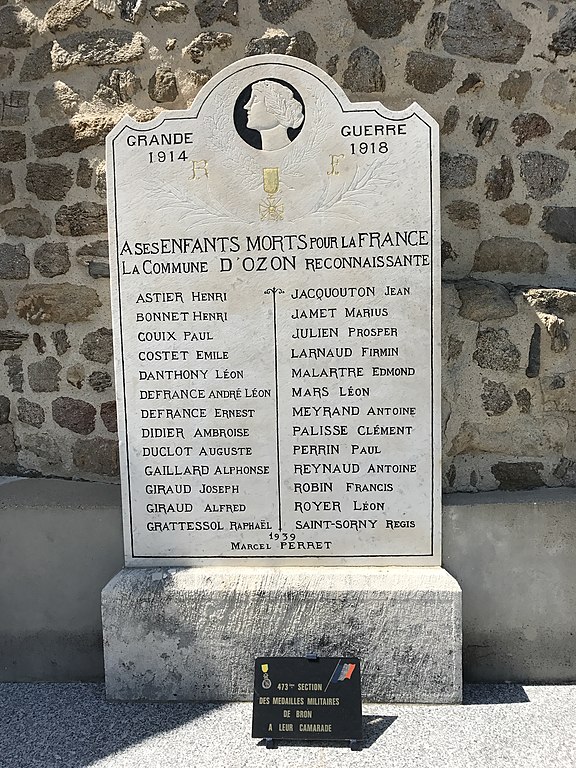 GRANDE GUERRE
1914 1918
R F
A SES ENFANTS MORTS POUR LA FRANCE
LA COMMUNE D'OZON RECONNAISSANTE
ASTIER HENRI
BONNET HENRI
COUIX PAUL
COSTET EMILE
DANTHONY LÉON
DEFRANCE ANDRÉ LÉON
DEFRANCE ERNEST
DIDIER AMBROISE
DUCLOT AUGUSTE
GAILLARD ALPHONSE
GIRAUD JOSEPH
GIRAUD ALFRED
GRATTESSOL RAPHAËL
JACQUOUTON JEAN
JAMET MARIUS
JULIEN PROSPER
LARNAUD FIRMIN
MALARTRE EDMOND
MARS LÉON
MEYRAND ANTOINE
PALISSE CLÉMENT
PERRIN PAUL
REYNAUD ANTOINE
ROBIN FRANCIS
ROYER LÉON
SAINT-SORNY REGIS
1939
MARCEL PERRET
473ème SECTION
DES MEDAILLES MILITAIRES
DE BRON
A LEUR CAMARADE